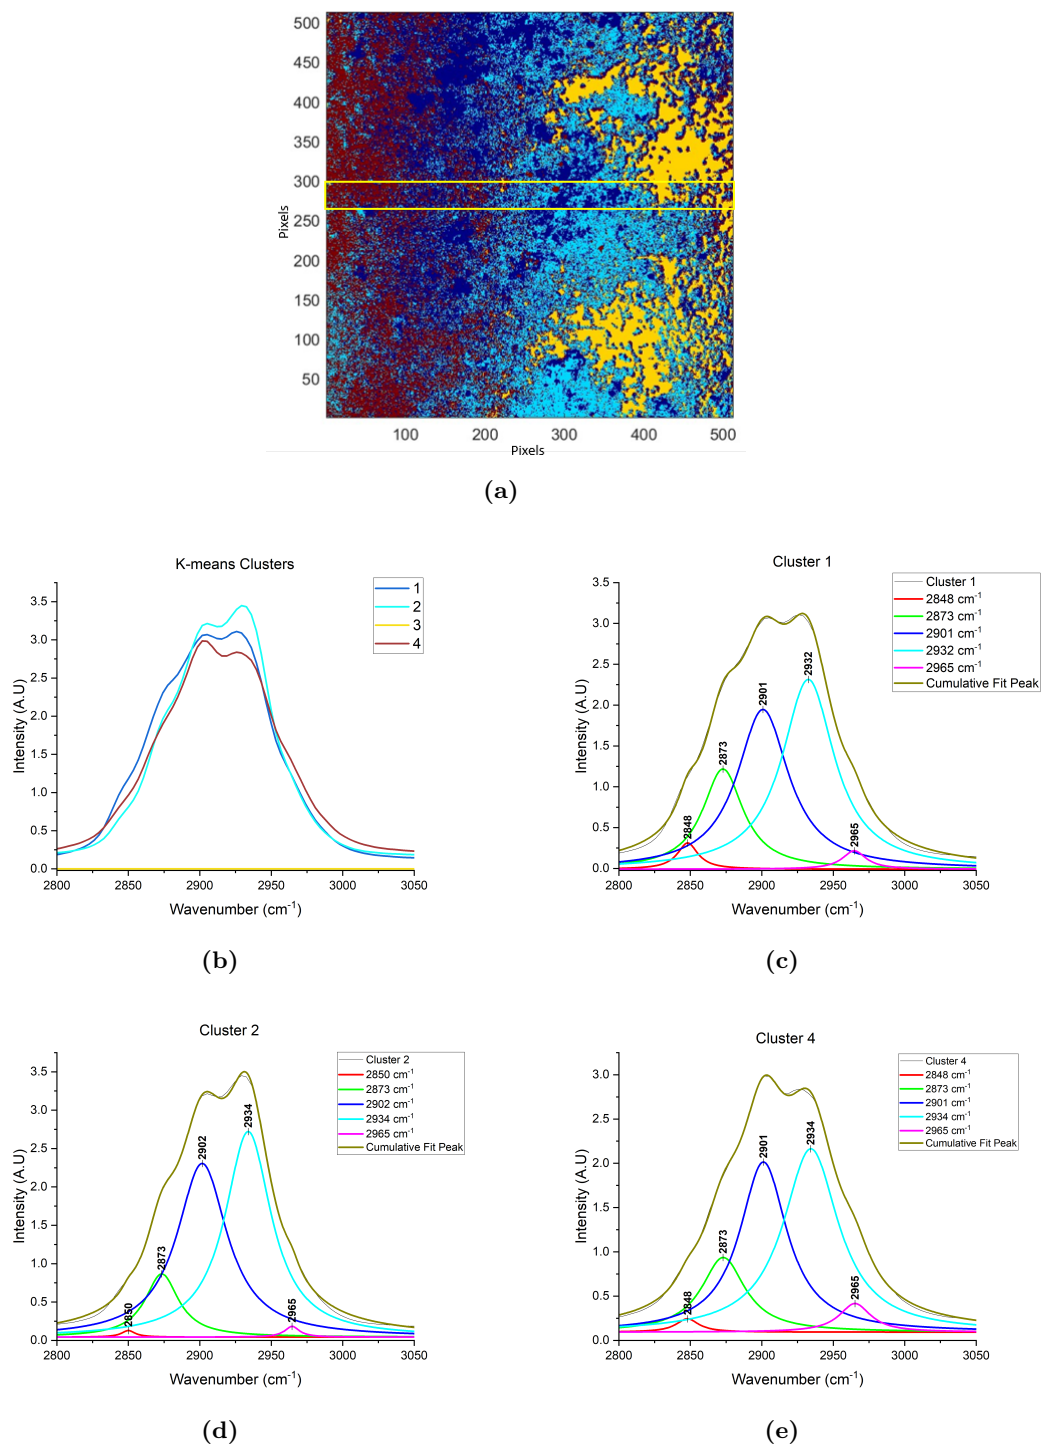 500
450
400
350
300
250
200
150
100
50
Pixels
100 200 300 400 500
Pixels
(a)
K-means Clusters
1
2
3
4
3.5
3.0
2.5
2.0
1.5
1.0
0.5
0.0
Intensity (A.U)
2800 2850 2900 2950 3000 3050
Wavenumber (cm⁻¹)
(b)
Cluster 1
Cluster 1
2848 cm⁻¹
2873 cm⁻¹
2901 cm⁻¹
2932 cm⁻¹
2965 cm⁻¹
Cumulative Fit Peak
3.5
3.0
2.5
2.0
1.5
1.0
0.5
0.0
Intensity (A.U)
2848
2873
2901
2932
2965
2800 2850 2900 2950 3000 3050
Wavenumber (cm⁻¹)
(c)
Cluster 2
Cluster 2
2850 cm⁻¹
2873 cm⁻¹
2902 cm⁻¹
2934 cm⁻¹
2965 cm⁻¹
Cumulative Fit Peak
3.5
3.0
2.5
2.0
1.5
1.0
0.5
0.0
Intensity (A.U)
2850
2873
2902
2934
2965
2800 2850 2900 2950 3000 3050
Wavenumber (cm⁻¹)
(d)
Cluster 4
Cluster 4
2848 cm⁻¹
2873 cm⁻¹
2901 cm⁻¹
2934 cm⁻¹
2965 cm⁻¹
Cumulative Fit Peak
3.0
2.5
2.0
1.5
1.0
0.5
0.0
Intensity (A.U)
2848
2873
2901
2934
2965
2800 2850 2900 2950 3000 3050
Wavenumber (cm⁻¹)
(e)